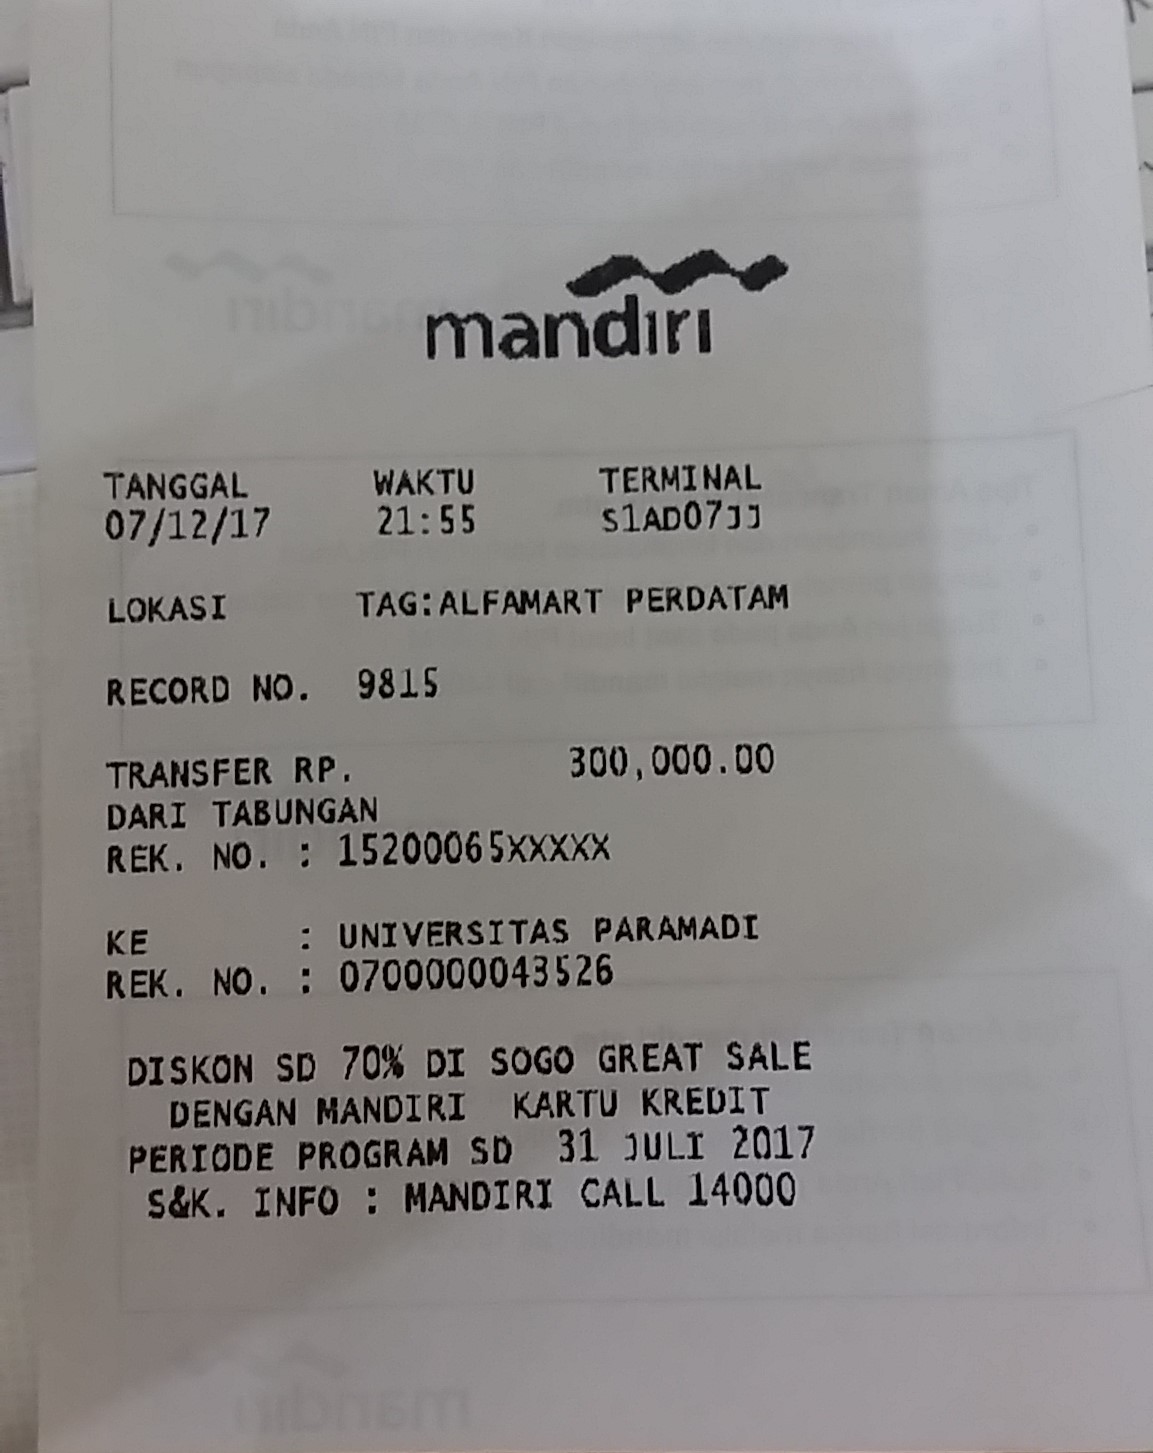 mandiri
TANGGAL WAKTU TERMINAL
07/12/17 21:55 S1AD07JJ
LOKASI TAG:ALFAMART PERDATAM
RECORD NO. 9815
TRANSFER RP. 300,000.00
DARI TABUNGAN
REK. NO. : 15200065XXXXX
KE : UNIVERSITAS PARAMADI
REK. NO. : 0700000043526
DISKON SD 70% DI SOGO GREAT SALE
DENGAN MANDIRI KARTU KREDIT
PERIODE PROGRAM SD 31 JULI 2017
S&K. INFO : MANDIRI CALL 14000